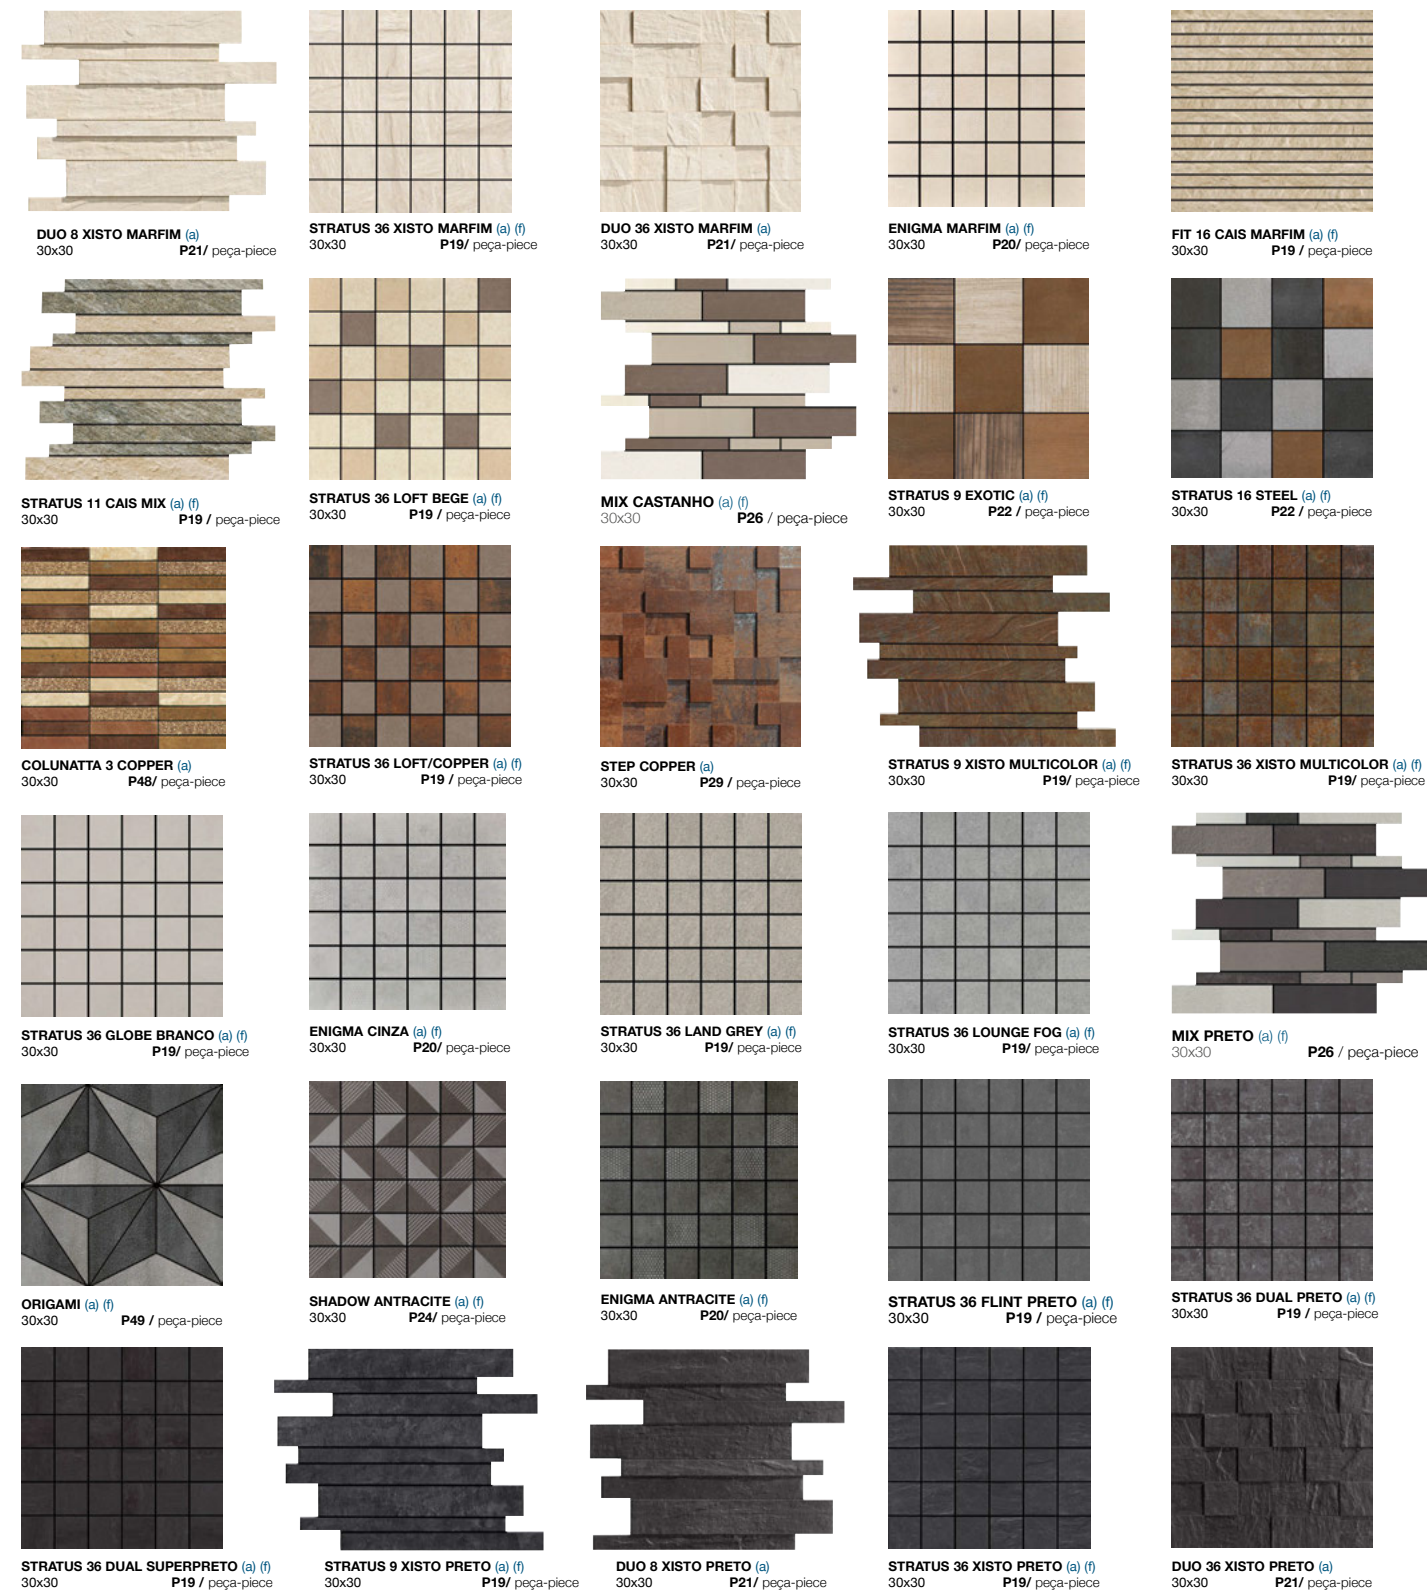 DUO 8 XISTO MARFIM (a)
30x30 P21/ peça-piece
STRATUS 36 XISTO MARFIM (a) (f)
30x30 P19/ peça-piece
DUO 36 XISTO MARFIM (a)
30x30 P21/ peça-piece
ENIGMA MARFIM (a) (f)
30x30 P20/ peça-piece
FIT 16 CAIS MARFIM (a) (f)
30x30 P19 / peça-piece
STRATUS 11 CAIS MIX (a) (f)
30x30 P19 / peça-piece
STRATUS 36 LOFT BEGE (a) (f)
30x30 P19 / peça-piece
MIX CASTANHO (a) (f)
30x30 P26 / peça-piece
STRATUS 9 EXOTIC (a) (f)
30x30 P22 / peça-piece
STRATUS 16 STEEL (a) (f)
30x30 P22 / peça-piece
COLUNATTA 3 COPPER (a)
30x30 P48/ peça-piece
STRATUS 36 LOFT/COPPER (a) (f)
30x30 P19 / peça-piece
STEP COPPER (a)
30x30 P29 / peça-piece
STRATUS 9 XISTO MULTICOLOR (a) (f)
30x30 P19/ peça-piece
STRATUS 36 XISTO MULTICOLOR (a) (f)
30x30 P19/ peça-piece
STRATUS 36 GLOBE BRANCO (a) (f)
30x30 P19/ peça-piece
ENIGMA CINZA (a) (f)
30x30 P20/ peça-piece
STRATUS 36 LAND GREY (a) (f)
30x30 P19/ peça-piece
STRATUS 36 LOUNGE FOG (a) (f)
30x30 P19/ peça-piece
MIX PRETO (a) (f)
30x30 P26 / peça-piece
ORIGAMI (a) (f)
30x30 P49 / peça-piece
SHADOW ANTRACITE (a) (f)
30x30 P24/ peça-piece
ENIGMA ANTRACITE (a) (f)
30x30 P20/ peça-piece
STRATUS 36 FLINT PRETO (a) (f)
30x30 P19 / peça-piece
STRATUS 36 DUAL PRETO (a) (f)
30x30 P19 / peça-piece
STRATUS 36 DUAL SUPERPRETO (a) (f)
30x30 P19 / peça-piece
STRATUS 9 XISTO PRETO (a) (f)
30x30 P19/ peça-piece
DUO 8 XISTO PRETO (a)
30x30 P21/ peça-piece
STRATUS 36 XISTO PRETO (a) (f)
30x30 P19/ peça-piece
DUO 36 XISTO PRETO (a)
30x30 P21/ peça-piece